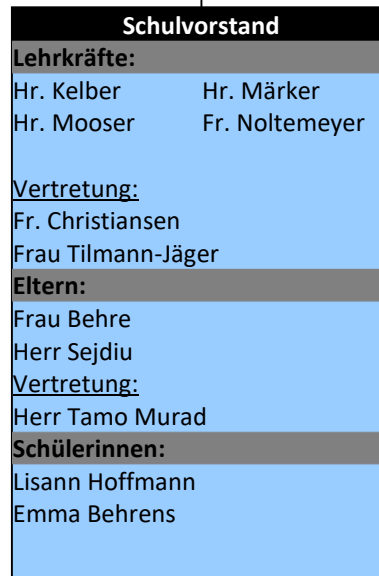 Schulvorstand
Lehrkräfte:
Hr. Kelber Hr. Märker
Hr. Mooser Fr. Noltemeyer
Vertretung:
Fr. Christiansen
Frau Tilmann-Jäger
Eltern:
Frau Behre
Herr Sejdiu
Vertretung:
Herr Tamo Murad
Schülerinnen:
Lisann Hoffmann
Emma Behrens